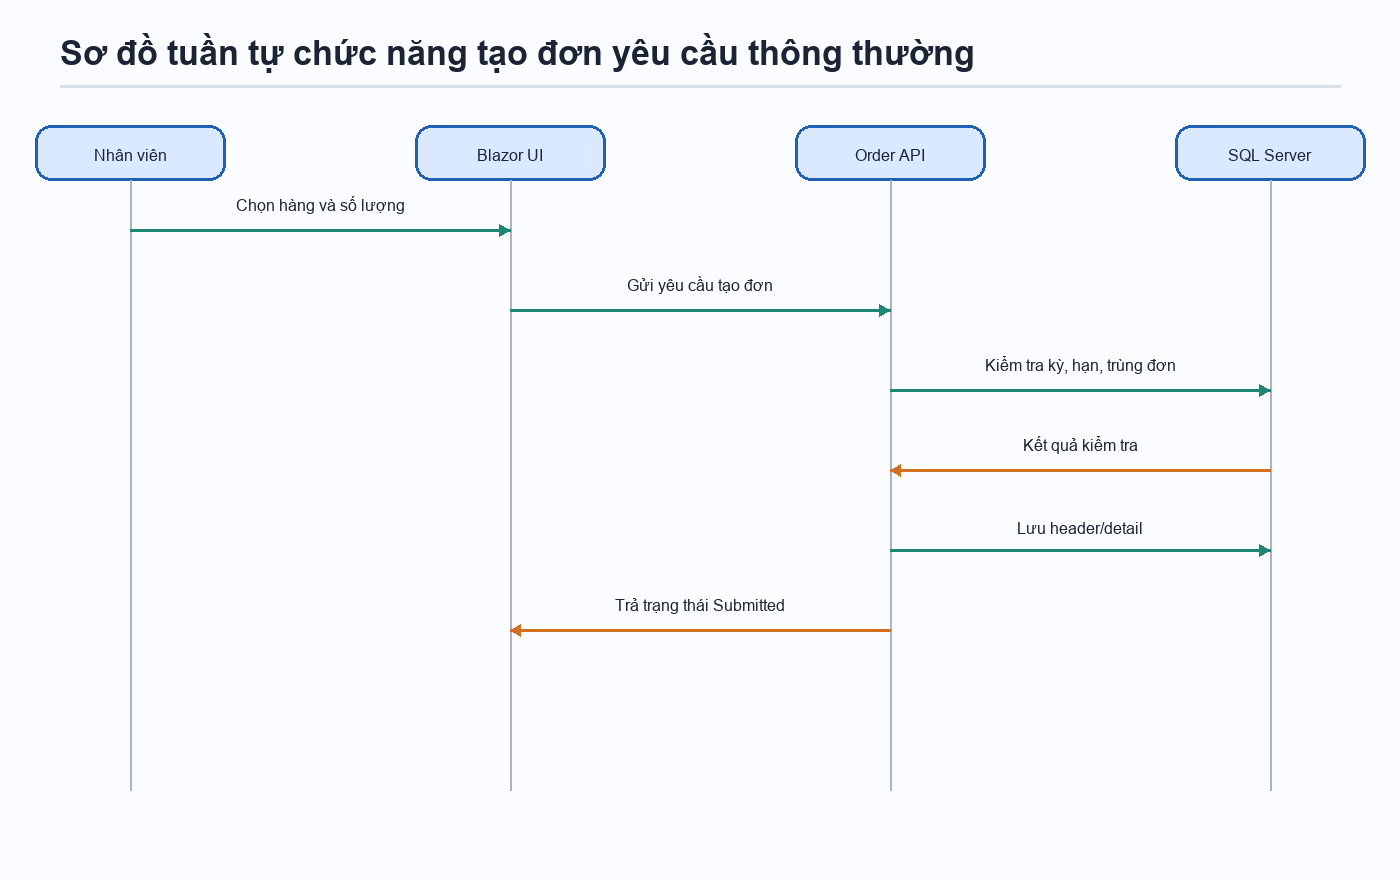 Sơ đồ tuần tự chức năng tạo đơn yêu cầu thông thường
Nhân viên
Blazor UI
Order API
SQL Server
Chọn hàng và số lượng
Gửi yêu cầu tạo đơn
Kiểm tra kỳ, hạn, trùng đơn
Kết quả kiểm tra
Lưu header/detail
Trả trạng thái Submitted